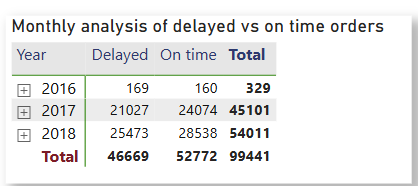 Monthly analysis of delayed vs on time orders
Year Delayed On time Total
2016 169 160 329
2017 21027 24074 45101
2018 25473 28538 54011
Total 46669 52772 99441